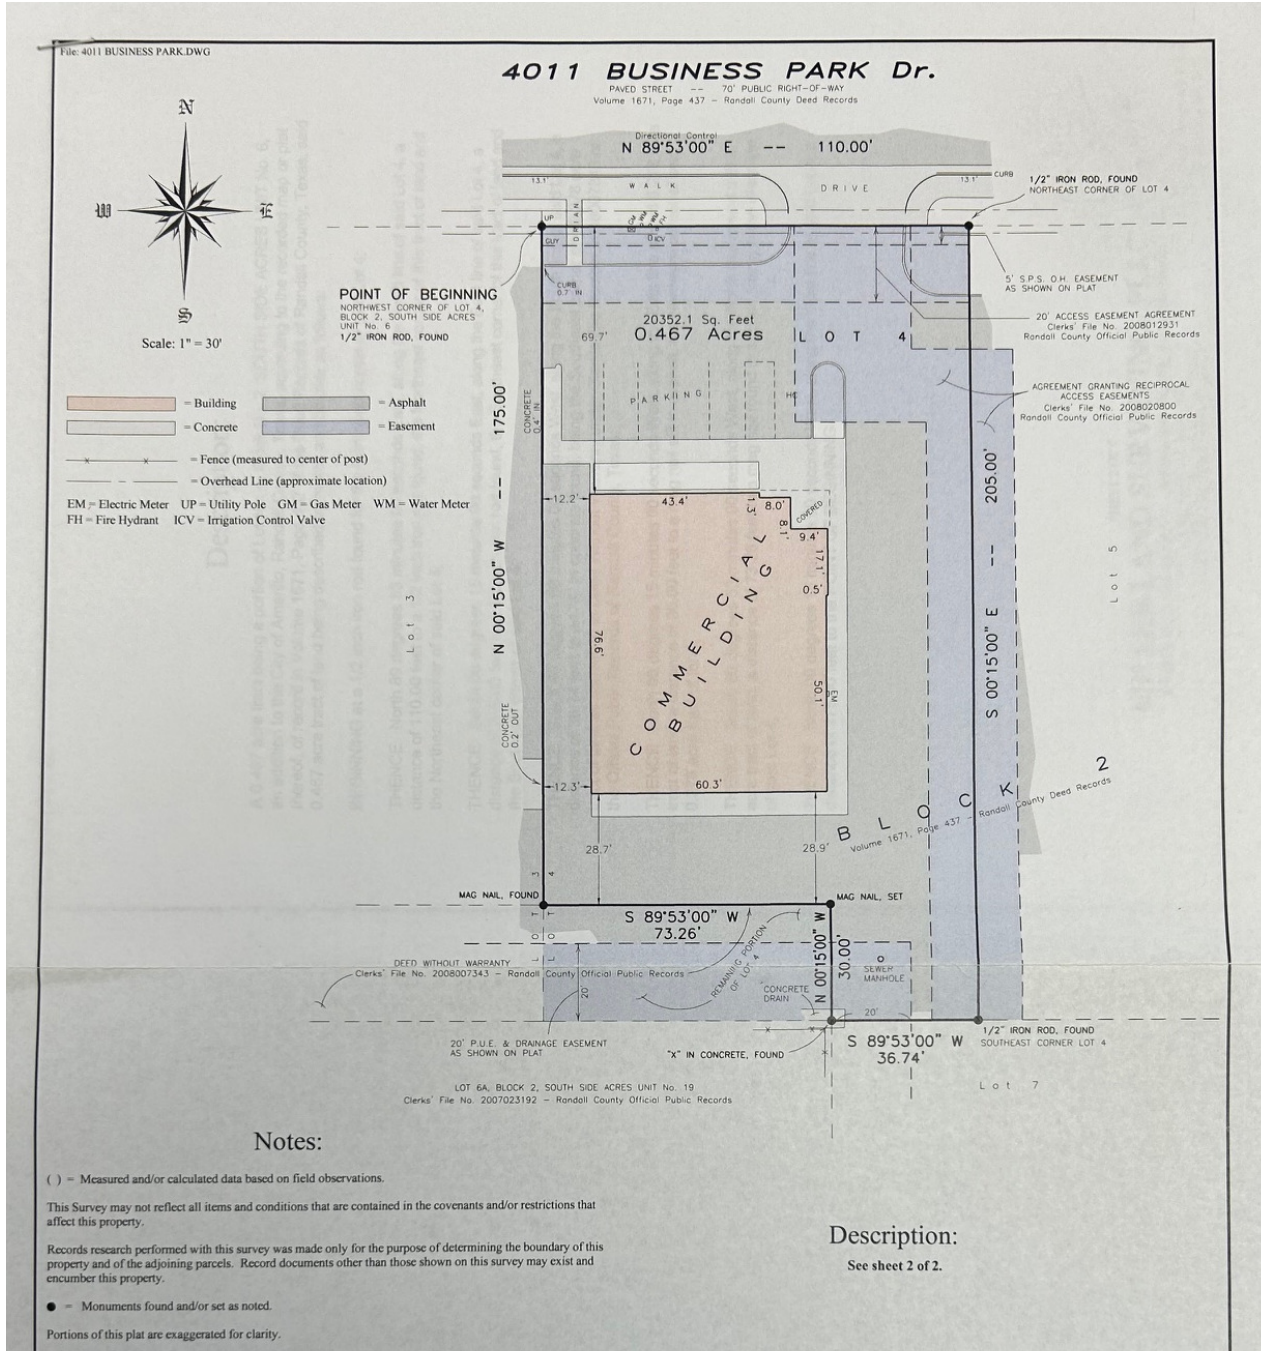 File: 4011 BUSINESS PARK.DWG
4011 BUSINESS PARK Dr.
PAVED STREET -- 70' PUBLIC RIGHT-OF-WAY
Volume 1671, Page 437 - Randall County Deed Records
Directional Control
N 89°53'00" E -- 110.00'
N
W
E
S
Scale: 1" = 30'
13.1'
WALK
DRIVE
13.1'
CURB
1/2" IRON ROD, FOUND
NORTHEAST CORNER OF LOT 4
UP
GM
WM
WM
FH
GUY
ICV
CURB
0.7' IN
POINT OF BEGINNING
NORTHWEST CORNER OF LOT 4,
BLOCK 2, SOUTH SIDE ACRES
UNIT No. 6
1/2" IRON ROD, FOUND
5' S.P.S. O.H. EASEMENT
AS SHOWN ON PLAT
20' ACCESS EASEMENT AGREEMENT
Clerks' File No. 2008012931
Randall County Official Public Records
20352.1 Sq. Feet
0.467 Acres
LOT 4
69.7'
PARKING
HC
AGREEMENT GRANTING RECIPROCAL
ACCESS EASEMENTS
Clerk's File No. 2008020800
Randall County Official Public Records
= Building
= Asphalt
= Concrete
= Easement
= Fence (measured to center of post)
= Overhead Line (approximate location)
EM = Electric Meter UP = Utility Pole GM = Gas Meter WM = Water Meter
FH = Fire Hydrant ICV = Irrigation Control Valve
N 00°15'00" W -- 175.00'
CONCRETE
0.4' IN
S 00°15'00" E -- 205.00'
Lot 3
Lot 5
12.2'
43.4'
1.3'
8.0'
8.1'
COVERED
9.4'
17.1'
0.5'
COMMERCIAL
BUILDING
76.6'
50.1'
EM
60.3'
CONCRETE
0.2' OUT
12.3'
28.7'
28.9'
BLOCK 2
Volume 1671, Page 437 - Randall County Deed Records
3
4
MAG NAIL, FOUND
MAG NAIL, SET
S 89°53'00" W
73.26'
N 00°15'00" W
30.00'
LOT
LOT
DEED WITHOUT WARRANTY
Clerk's File No. 2008007343 - Randall County Official Public Records
REMAINING PORTION
OF LOT 4
CONCRETE
DRAIN
SEWER
MANHOLE
20'
20'
20' P.U.E. & DRAINAGE EASEMENT
AS SHOWN ON PLAT
"X" IN CONCRETE, FOUND
S 89°53'00" W
36.74'
1/2" IRON ROD, FOUND
SOUTHEAST CORNER LOT 4
Lot 7
LOT 6A, BLOCK 2, SOUTH SIDE ACRES UNIT No. 19
Clerks' File No. 2007023192 - Randall County Official Public Records
Notes:
( ) = Measured and/or calculated data based on field observations.
This Survey may not reflect all items and conditions that are contained in the covenants and/or restrictions that
affect this property.
Records research performed with this survey was made only for the purpose of determining the boundary of this
property and of the adjoining parcels. Record documents other than those shown on this survey may exist and
encumber this property.
● = Monuments found and/or set as noted.
Portions of this plat are exaggerated for clarity.
Description:
See sheet 2 of 2.